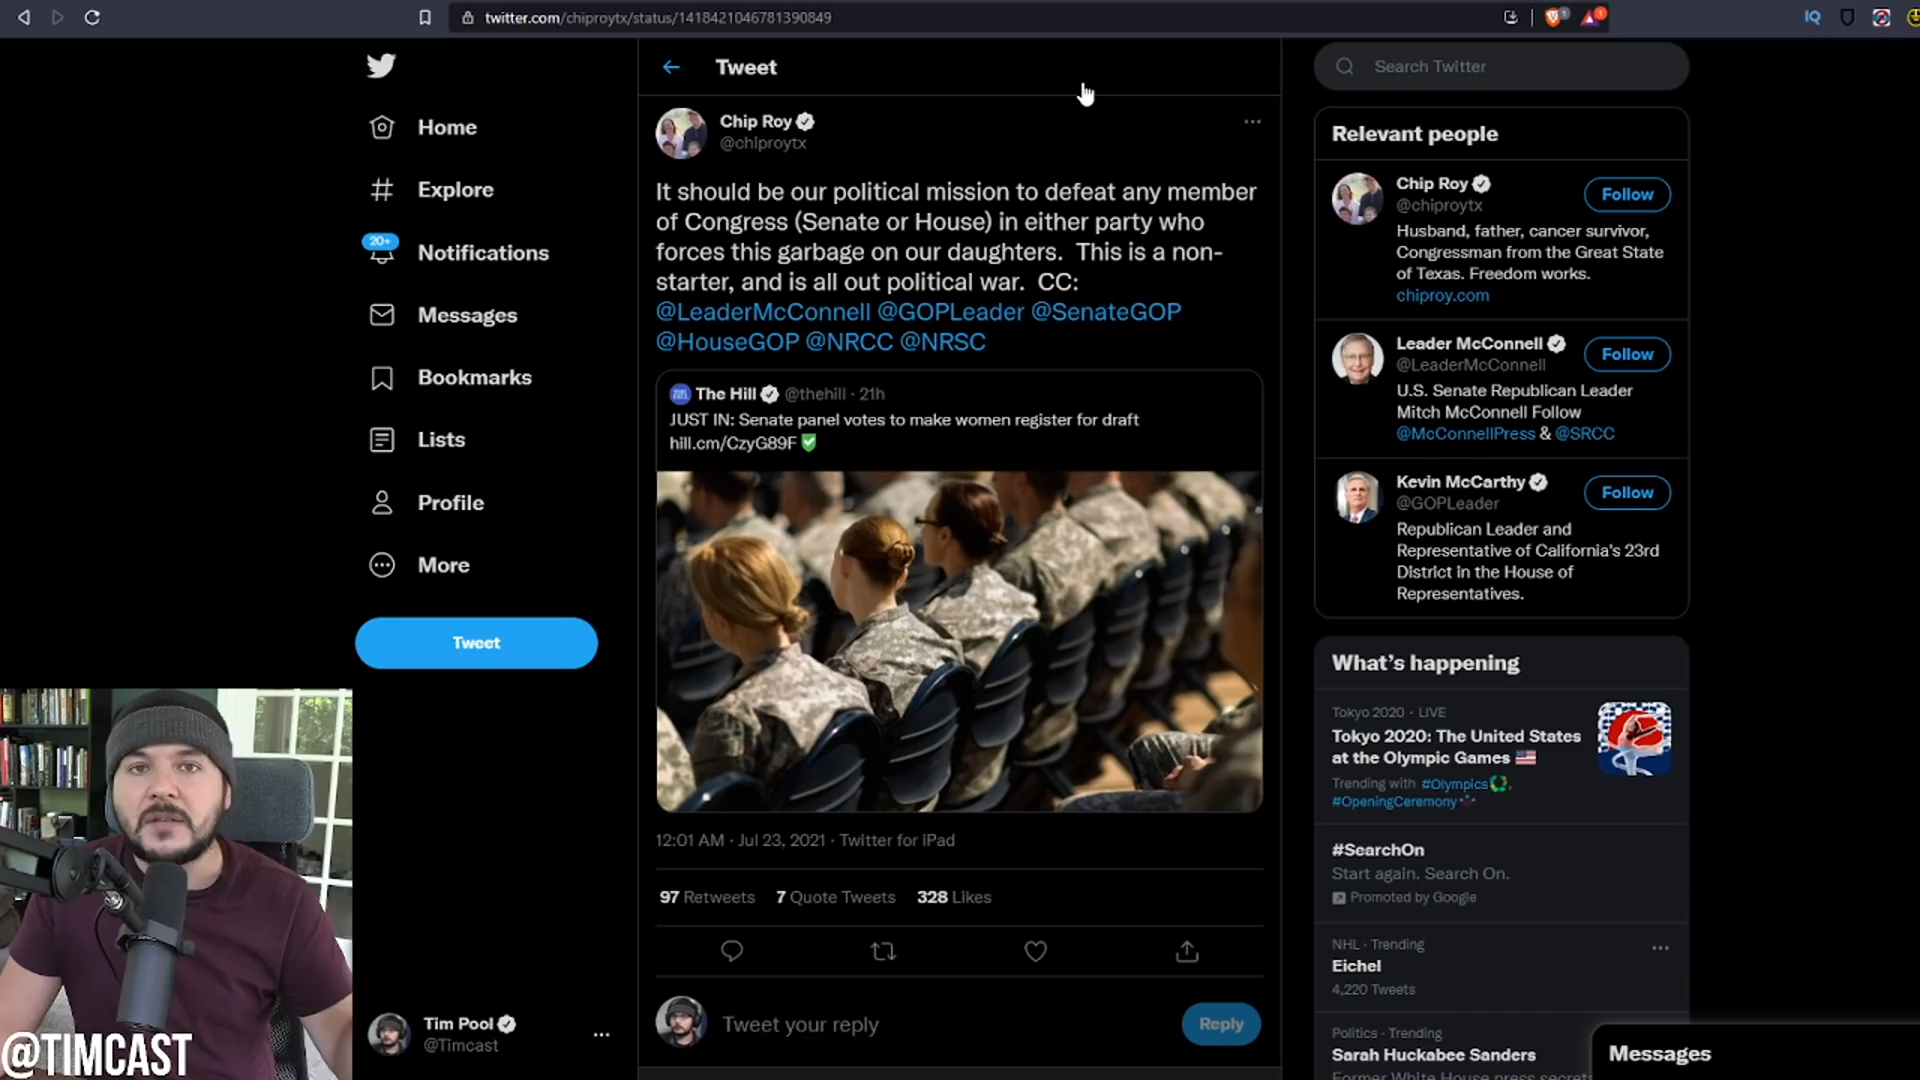 twitter.com/chiproytx/status/1418421046781390849
1
1
IQ
Home
Explore
20+
Notifications
Messages
Bookmarks
Lists
Profile
More
Tweet
Tim Pool
@Timcast
@TIMCAST
Tweet
Chip Roy
@chiproytx
It should be our political mission to defeat any member
of Congress (Senate or House) in either party who
forces this garbage on our daughters. This is a non-
starter, and is all out political war. CC:
@LeaderMcConnell @GOPLeader @SenateGOP
@HouseGOP @NRCC @NRSC
The Hill @thehill · 21h
JUST IN: Senate panel votes to make women register for draft
hill.cm/CzyG89F
12:01 AM · Jul 23, 2021 · Twitter for iPad
97 Retweets 7 Quote Tweets 328 Likes
Tweet your reply
Reply
Search Twitter
Relevant people
Chip Roy
@chiproytx
Follow
Husband, father, cancer survivor,
Congressman from the Great State
of Texas. Freedom works.
chiproy.com
Leader McConnell
@LeaderMcConnell
Follow
U.S. Senate Republican Leader
Mitch McConnell Follow
@McConnellPress & @SRCC
Kevin McCarthy
@GOPLeader
Follow
Republican Leader and
Representative of California's 23rd
District in the House of
Representatives.
What's happening
Tokyo 2020 · LIVE
Tokyo 2020: The United States
at the Olympic Games
Trending with #Olympics,
#OpeningCeremony
#SearchOn
Start again. Search On.
Promoted by Google
NHL · Trending
Eichel
4,220 Tweets
Politics · Trending
Sarah Huckabee Sanders
Former White House press secret
Messages